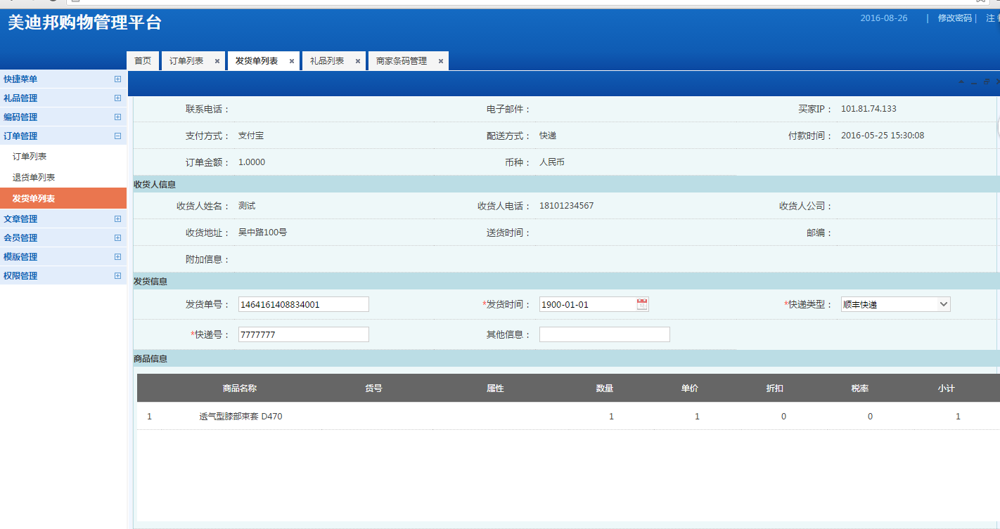 美迪邦购物管理平台
2016-08-26 | 修改密码 | 注
首页 订单列表 × 发货单列表 × 礼品列表 × 商家条码管理 ×
快捷菜单
礼品管理
编码管理
订单管理
订单列表
退货单列表
发货单列表
文章管理
会员管理
模版管理
权限管理
联系电话： 电子邮件： 买家IP： 101.81.74.133
支付方式： 支付宝 配送方式： 快递 付款时间： 2016-05-25 15:30:08
订单金额： 1.0000 币种： 人民币
收货人信息
收货人姓名： 测试 收货人电话： 18101234567 收货人公司：
收货地址： 吴中路100号 送货时间： 邮编：
附加信息：
发货信息
发货单号： 1464161408834001 *发货时间： 1900-01-01 *快递类型： 顺丰快递
*快递号： 7777777 其他信息：
商品信息
商品名称 货号 属性 数量 单价 折扣 税率 小计
1 透气型膝部束套 D470 1 1 0 0 1